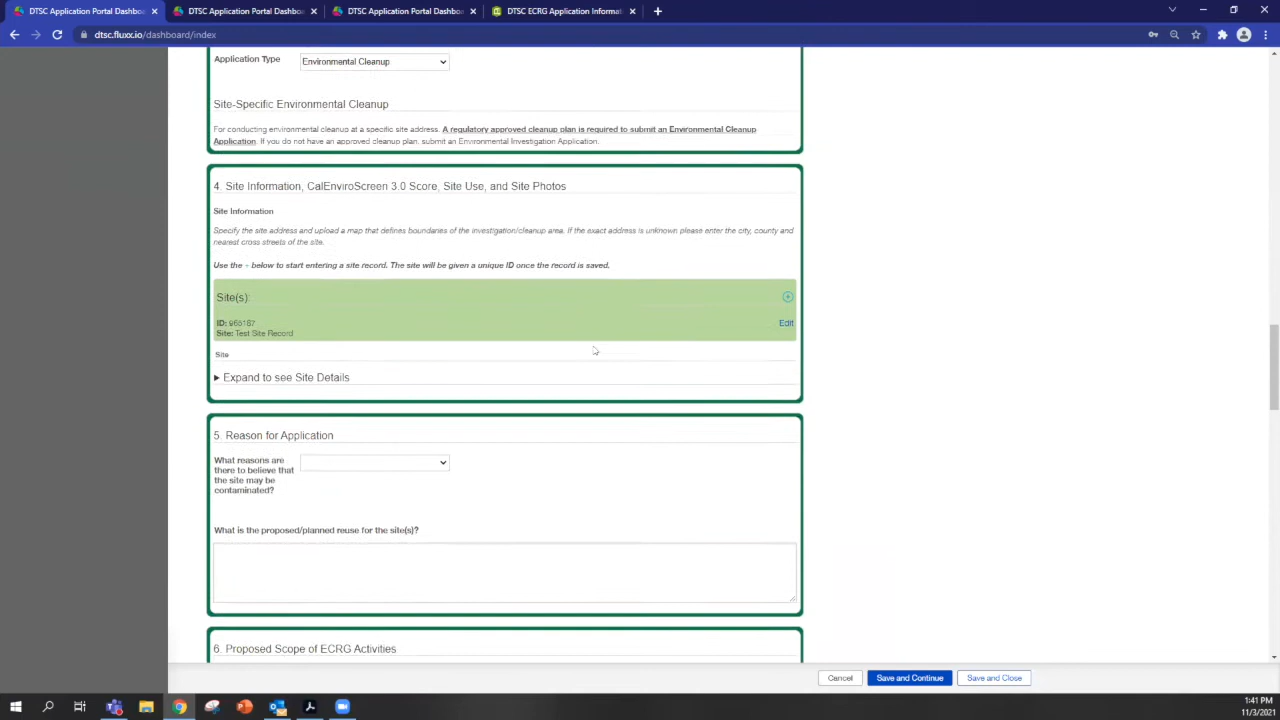 DTSC Application Portal Dashboard
DTSC Application Portal Dashboard
DTSC Application Portal Dashboard
DTSC ECRG Application Informat
dtsc.fluxx.io/dashboard/index
Application Type
Environmental Cleanup
Site-Specific Environmental Cleanup
For conducting environmental cleanup at a specific site address. A regulatory approved cleanup plan is required to submit an Environmental Cleanup
Application. If you do not have an approved cleanup plan, submit an Environmental Investigation Application.
4. Site Information, CalEnviroScreen 3.0 Score, Site Use, and Site Photos
Site Information
Specify the site address and upload a map that defines boundaries of the investigation/cleanup area. If the exact address is unknown please enter the city, county and
nearest cross streets of the site.
Use the + below to start entering a site record. The site will be given a unique ID once the record is saved.
Site(s):
ID: 965187
Edit
Site: Test Site Record
Site
▶ Expand to see Site Details
5. Reason for Application
What reasons are
there to believe that
the site may be
contaminated?
What is the proposed/planned reuse for the site(s)?
6. Proposed Scope of ECRG Activities
Cancel
Save and Continue
Save and Close
1:41 PM
11/3/2021